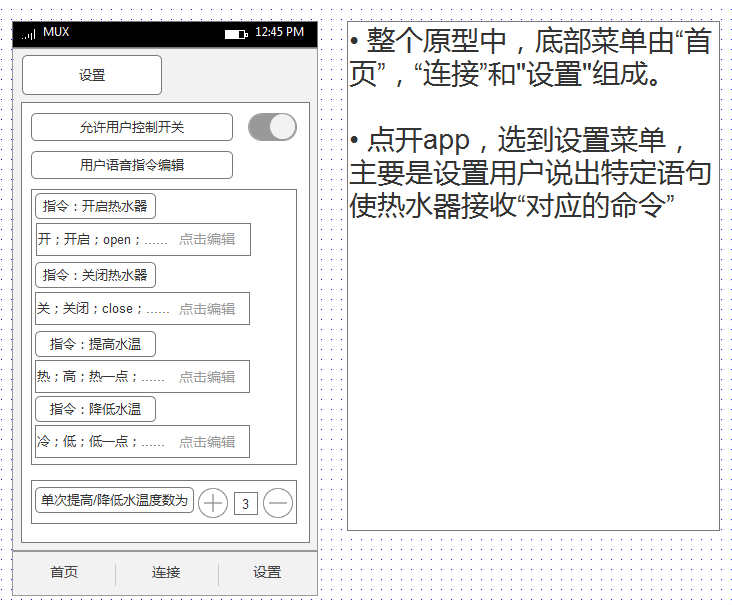 MUX
12:45 PM
设置
允许用户控制开关
用户语音指令编辑
指令：开启热水器
开；开启；open；…… 点击编辑
指令：关闭热水器
关；关闭；close；…… 点击编辑
指令：提高水温
热；高；热一点；…… 点击编辑
指令：降低水温
冷；低；低一点；…… 点击编辑
单次提高/降低水温度数为 3
首页 连接 设置
• 整个原型中，底部菜单由“首
页”，“连接”和"设置"组成。
• 点开app，选到设置菜单，
主要是设置用户说出特定语句
使热水器接收“对应的命令”